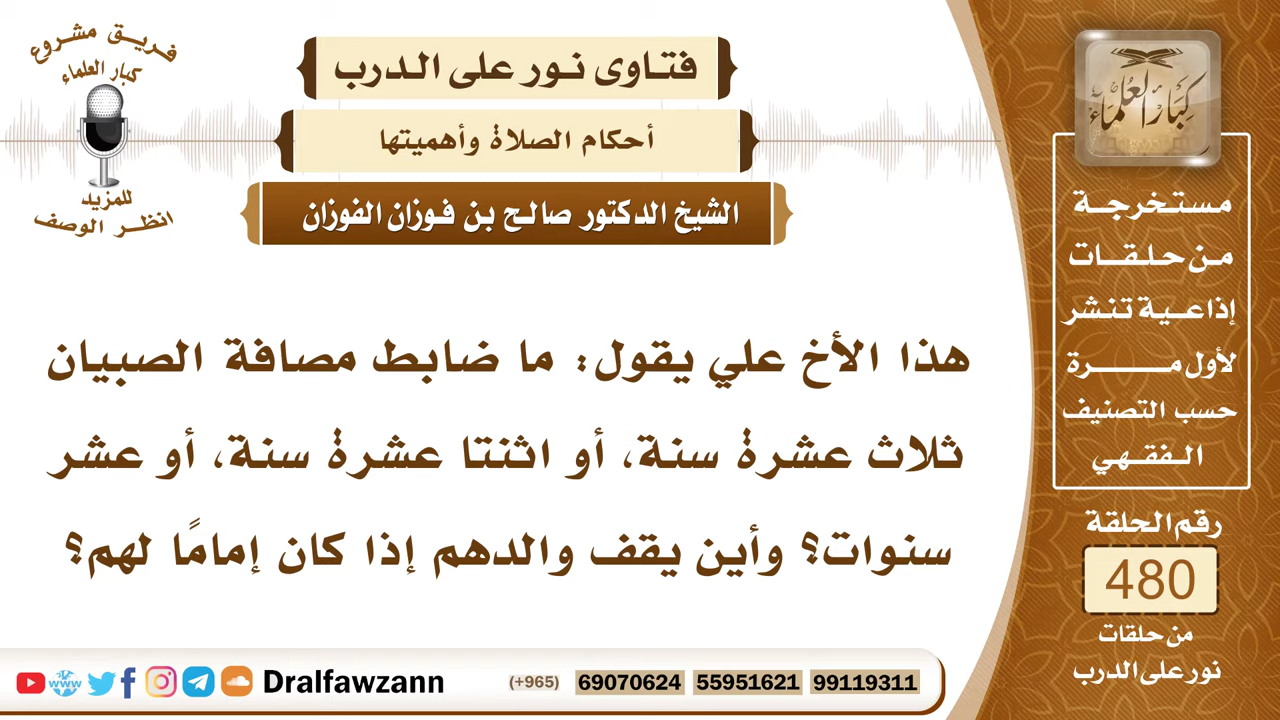 فريق مشروع
كبار العلماء
للمزيد
انظر الوصف
فتاوى نور على الدرب
أحكام الصلاة وأهميتها
الشيخ الدكتور صالح بن فوزان الفوزان
هذا الأخ علي يقول: ما ضابط مصافة الصبيان
ثلاث عشرة سنة، أو اثنتا عشرة سنة، أو عشر
سنوات؟ وأين يقف والدهم إذا كان إمامًا لهم؟
كبار العلماء
مستخرجة
من حلقات
إذاعية تنشر
لأول مرة
حسب التصنيف
الفقهي
رقم الحلقة
480
من حلقات
نور على الدرب
www
Dralfawzann (+965) 69070624 55951621 99119311